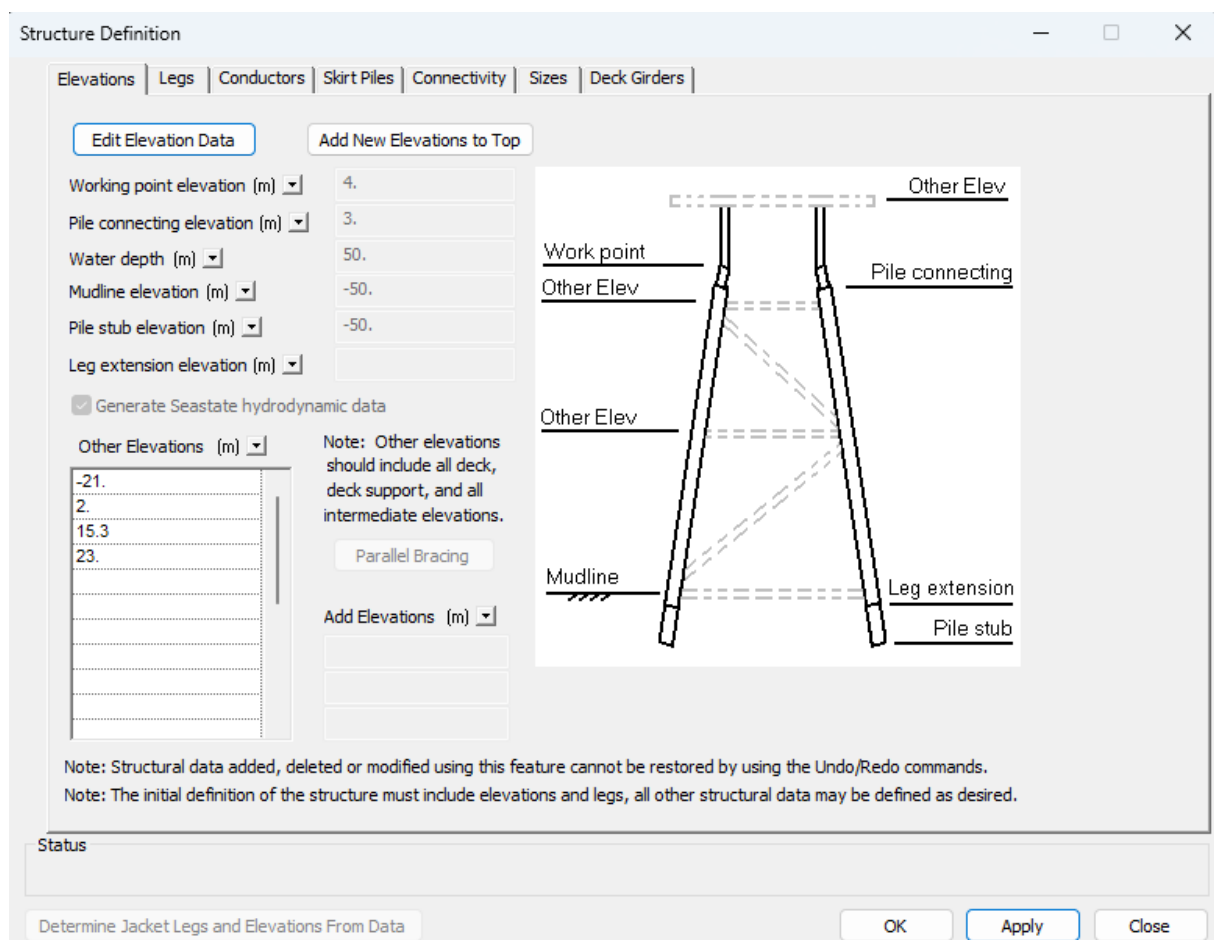 Structure Definition
Elevations Legs Conductors Skirt Piles Connectivity Sizes Deck Girders
Edit Elevation Data Add New Elevations to Top
Working point elevation (m) 4.
Pile connecting elevation (m) 3.
Water depth (m) 50.
Mudline elevation (m) -50.
Pile stub elevation (m) -50.
Leg extension elevation (m)
Generate Seastate hydrodynamic data
Other Elevations (m)
-21.
2.
15.3
23.
Note: Other elevations
should include all deck,
deck support, and all
intermediate elevations.
Parallel Bracing
Add Elevations (m)
Other Elev
Work point
Pile connecting
Other Elev
Other Elev
Mudline
Leg extension
Pile stub
Note: Structural data added, deleted or modified using this feature cannot be restored by using the Undo/Redo commands.
Note: The initial definition of the structure must include elevations and legs, all other structural data may be defined as desired.
Status
Determine Jacket Legs and Elevations From Data OK Apply Close